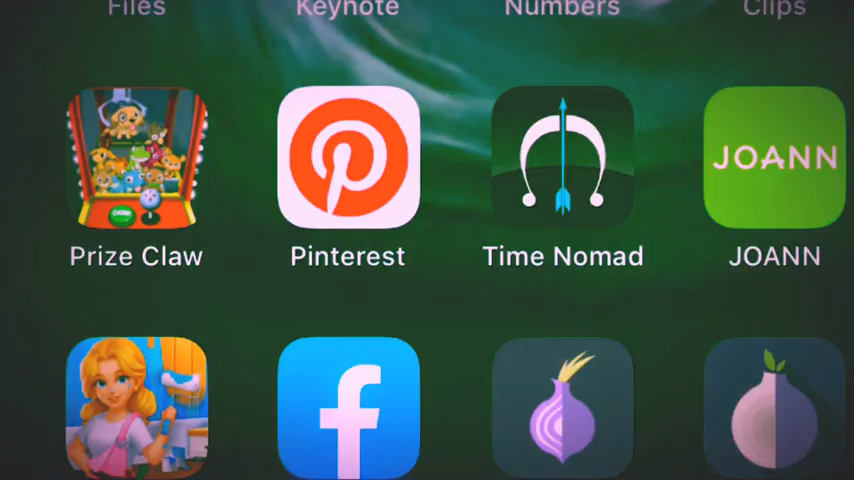 Files Keynote Numbers Clips
JOANN
Prize Claw Pinterest Time Nomad JOANN